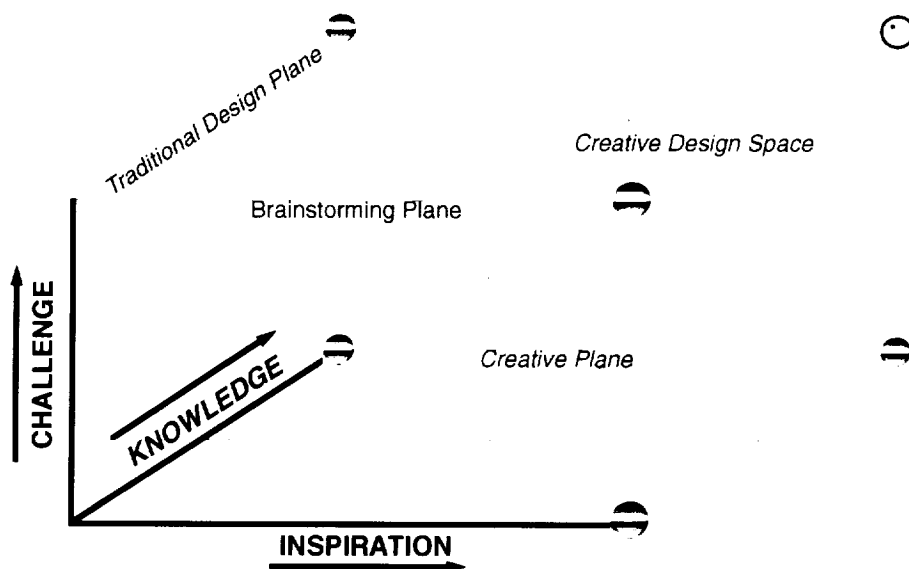 Traditional Design Plane
Creative Design Space
Brainstorming Plane
CHALLENGE
KNOWLEDGE
Creative Plane
INSPIRATION